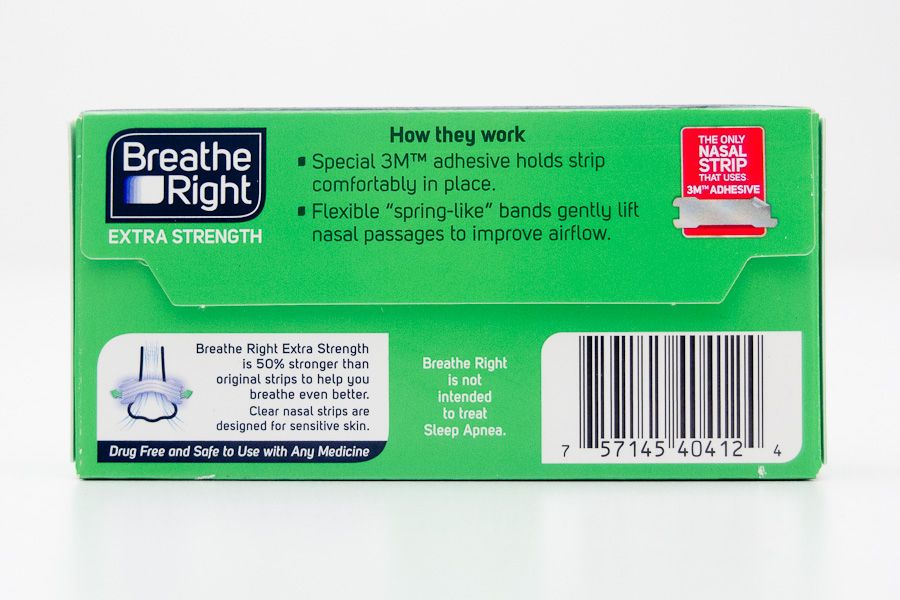 Breathe
Right
EXTRA STRENGTH
How they work
▪ Special 3M™ adhesive holds strip
comfortably in place.
▪ Flexible “spring-like” bands gently lift
nasal passages to improve airflow.
THE ONLY
NASAL
STRIP
THAT USES
3M™ ADHESIVE
Breathe Right Extra Strength
is 50% stronger than
original strips to help you
breathe even better.
Clear nasal strips are
designed for sensitive skin.
Drug Free and Safe to Use with Any Medicine
Breathe Right
is not
intended
to treat
Sleep Apnea.
7 57145 40412 4